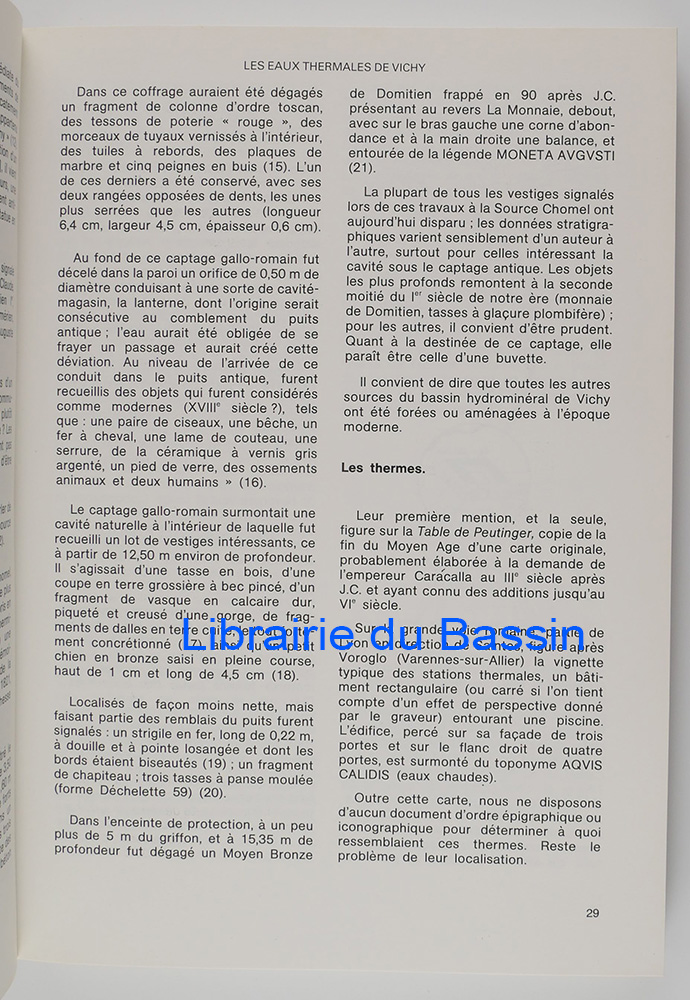 LES EAUX THERMALES DE VICHY
Dans ce coffrage auraient été dégagés
un fragment de colonne d'ordre toscan,
des tessons de poterie « rouge », des
morceaux de tuyaux vernissés à l'intérieur,
des tuiles à rebords, des plaques de
marbre et cinq peignes en buis (15). L'un
de ces derniers a été conservé, avec ses
deux rangées opposées de dents, les unes
plus serrées que les autres (longueur
6,4 cm, largeur 4,5 cm, épaisseur 0,6 cm).
Au fond de ce captage gallo-romain fut
décelé dans la paroi un orifice de 0,50 m de
diamètre conduisant à une sorte de cavité-
magasin, la lanterne, dont l'origine serait
consécutive au comblement du puits
antique ; l'eau aurait été obligée de se
frayer un passage et aurait créé cette
déviation. Au niveau de l'arrivée de ce
conduit dans le puits antique, furent
recueillis des objets qui furent considérés
comme modernes (XVIIIe siècle ?), tels
que : une paire de ciseaux, une bêche, un
fer à cheval, une lame de couteau, une
serrure, de la céramique à vernis gris
argenté, un pied de verre, des ossements
animaux et deux humains » (16).
Le captage gallo-romain surmontait une
cavité naturelle à l'intérieur de laquelle fut
recueilli un lot de vestiges intéressants, ce
à partir de 12,50 m environ de profondeur.
Il s'agissait d'une tasse en bois, d'une
coupe en terre grossière à bec pincé, d'un
fragment de vasque en calcaire dur,
piqueté et creusé d'une gorge, de frag-
ments de dalles en terre cuite, le tout
ment concrétionné (17) ainsi qu'un petit
chien en bronze saisi en pleine course,
haut de 1 cm et long de 4,5 cm (18).
Localisés de façon moins nette, mais
faisant partie des remblais du puits furent
signalés : un strigile en fer, long de 0,22 m,
à douille et à pointe losangée et dont les
bords étaient biseautés (19) ; un fragment
de chapiteau ; trois tasses à panse moulée
(forme Déchelette 59) (20).
Dans l'enceinte de protection, à un peu
plus de 5 m du griffon, et à 15,35 m de
profondeur fut dégagé un Moyen Bronze
de Domitien frappé en 90 après J.C.
présentant au revers La Monnaie, debout,
avec sur le bras gauche une corne d'abon-
dance et à la main droite une balance, et
entourée de la légende MONETA AVGVSTI
(21).
La plupart de tous les vestiges signalés
lors de ces travaux à la Source Chomel ont
aujourd'hui disparu ; les données stratigra-
phiques varient sensiblement d'un auteur à
l'autre, surtout pour celles intéressant la
cavité sous le captage antique. Les objets
les plus profonds remontent à la seconde
moitié du Ier siècle de notre ère (monnaie
de Domitien, tasses à glaçure plombifère) ;
pour les autres, il convient d'être prudent.
Quant à la destinée de ce captage, elle
paraît être celle d'une buvette.
Il convient de dire que toutes les autres
sources du bassin hydrominéral de Vichy
ont été forées ou aménagées à l'époque
moderne.
Les thermes.
Leur première mention, et la seule,
figure sur la Table de Peutinger, copie de la
fin du Moyen Age d'une carte originale,
probablement élaborée à la demande de
l'empereur Caracalla au IIIe siècle après
J.C. et ayant connu des additions jusqu'au
VIe siècle.
Sur la grande voie romaine, partie de
Lyon en direction de Saintes, figure après
Voroglo (Varennes-sur-Allier) la vignette
typique des stations thermales, un bâti-
ment rectangulaire (ou carré si l'on tient
compte d'un effet de perspective donné
par le graveur) entourant une piscine.
L'édifice, percé sur sa façade de trois
portes et sur le flanc droit de quatre
portes, est surmonté du toponyme AQVIS
CALIDIS (eaux chaudes).
Outre cette carte, nous ne disposons
d'aucun document d'ordre épigraphique ou
iconographique pour déterminer à quoi
ressemblaient ces thermes. Reste le
problème de leur localisation.
29
Librairie du Bassin